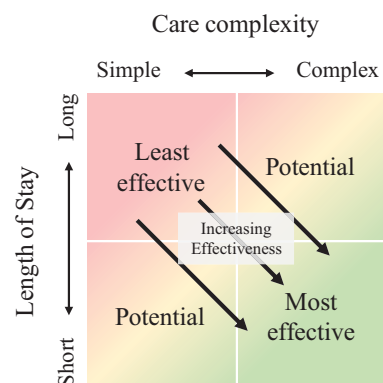 Care complexity
Simple
Complex
Long
Length of Stay
Short
Least
effective
Potential
Increasing
Effectiveness
Potential
Most
effective